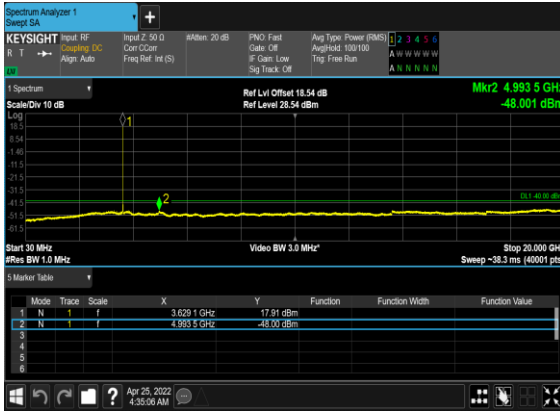 Spectrum Analyzer 1
Swept SA
+
KEYSIGHT Input: RF Input Z: 50 Ω #Atten: 20 dB PNO: Fast Avg Type: Power (RMS) 1 2 3 4 5 6
R T Coupling: DC Corr CCorr Gate: Off Avg|Hold: 100/100 A W W W W W
Align: Auto Freq Ref: Int (S) IF Gain: Low Trig: Free Run
Sig Track: Off A N N N N N
1 Spectrum Ref Lvl Offset 18.54 dB Mkr2 4.993 5 GHz
Scale/Div 10 dB Ref Level 28.54 dBm -48.001 dBm
Log
1
18.5
8.54
-1.46
-11.5
-21.5
-31.5
DL1 -40.00 dBm
-41.5
2
-51.5
-61.5
Start 30 MHz Video BW 3.0 MHz* Stop 20.000 GHz
#Res BW 1.0 MHz Sweep ~38.3 ms (40001 pts)
5 Marker Table
Mode Trace Scale X Y Function Function Width Function Value
1 N 1 f 3.629 1 GHz 17.91 dBm
2 N 1 f 4.993 5 GHz -48.00 dBm
3
4
5
6
? Apr 25, 2022
4:35:06 AM